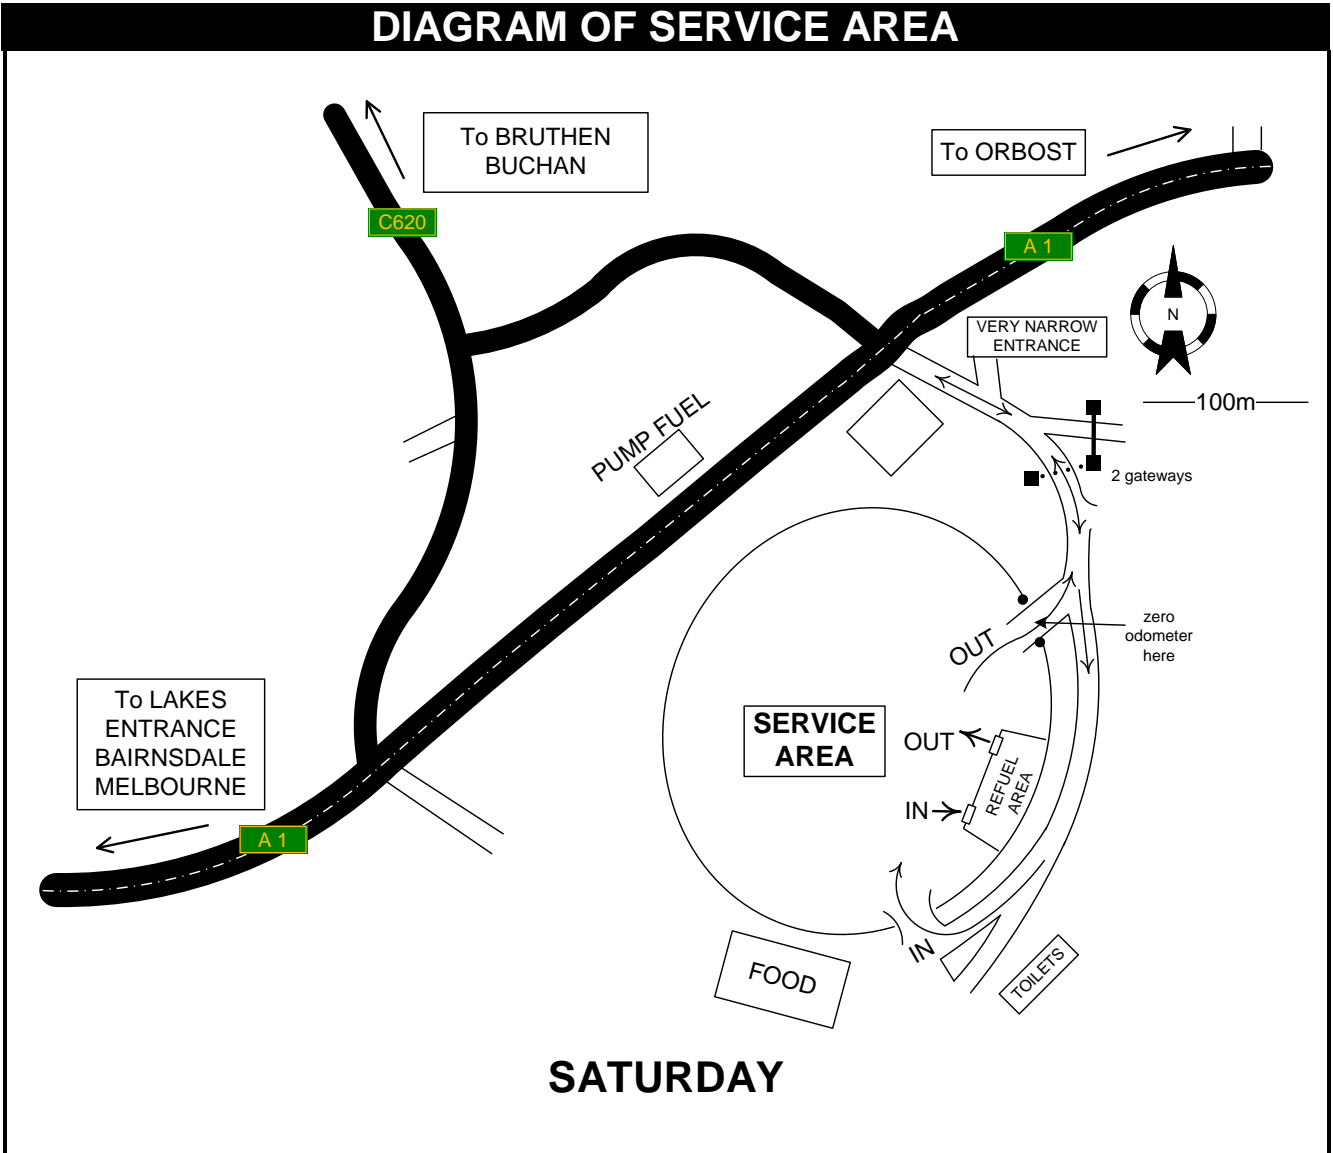 DIAGRAM OF SERVICE AREA
To BRUTHEN
BUCHAN
To ORBOST
C620
A 1
VERY NARROW
ENTRANCE
N
100m
PUMP FUEL
2 gateways
zero
odometer
here
OUT
To LAKES
ENTRANCE
BAIRNSDALE
MELBOURNE
SERVICE
AREA
OUT
IN
REFUEL
AREA
A 1
IN
FOOD
TOILETS
SATURDAY